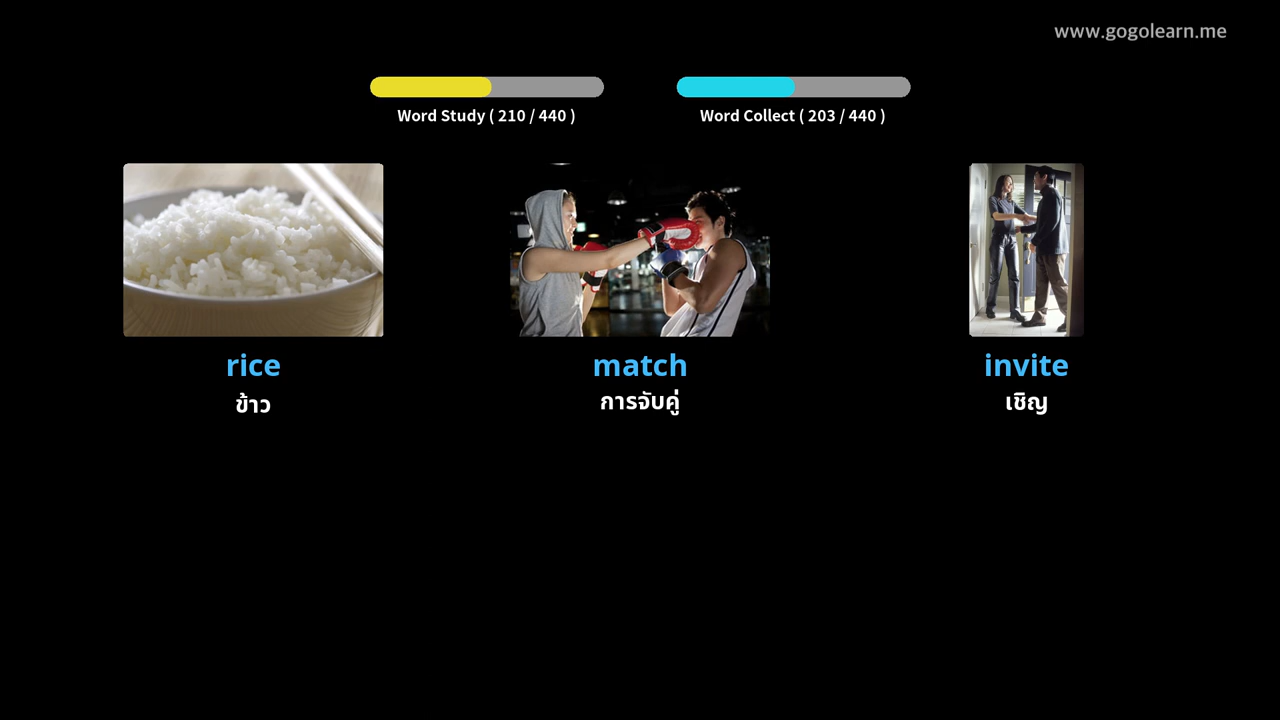 www.gogolearn.me
Word Study ( 210 / 440 )
Word Collect ( 203 / 440 )
rice
ข้าว
match
การจับคู่
invite
เชิญ